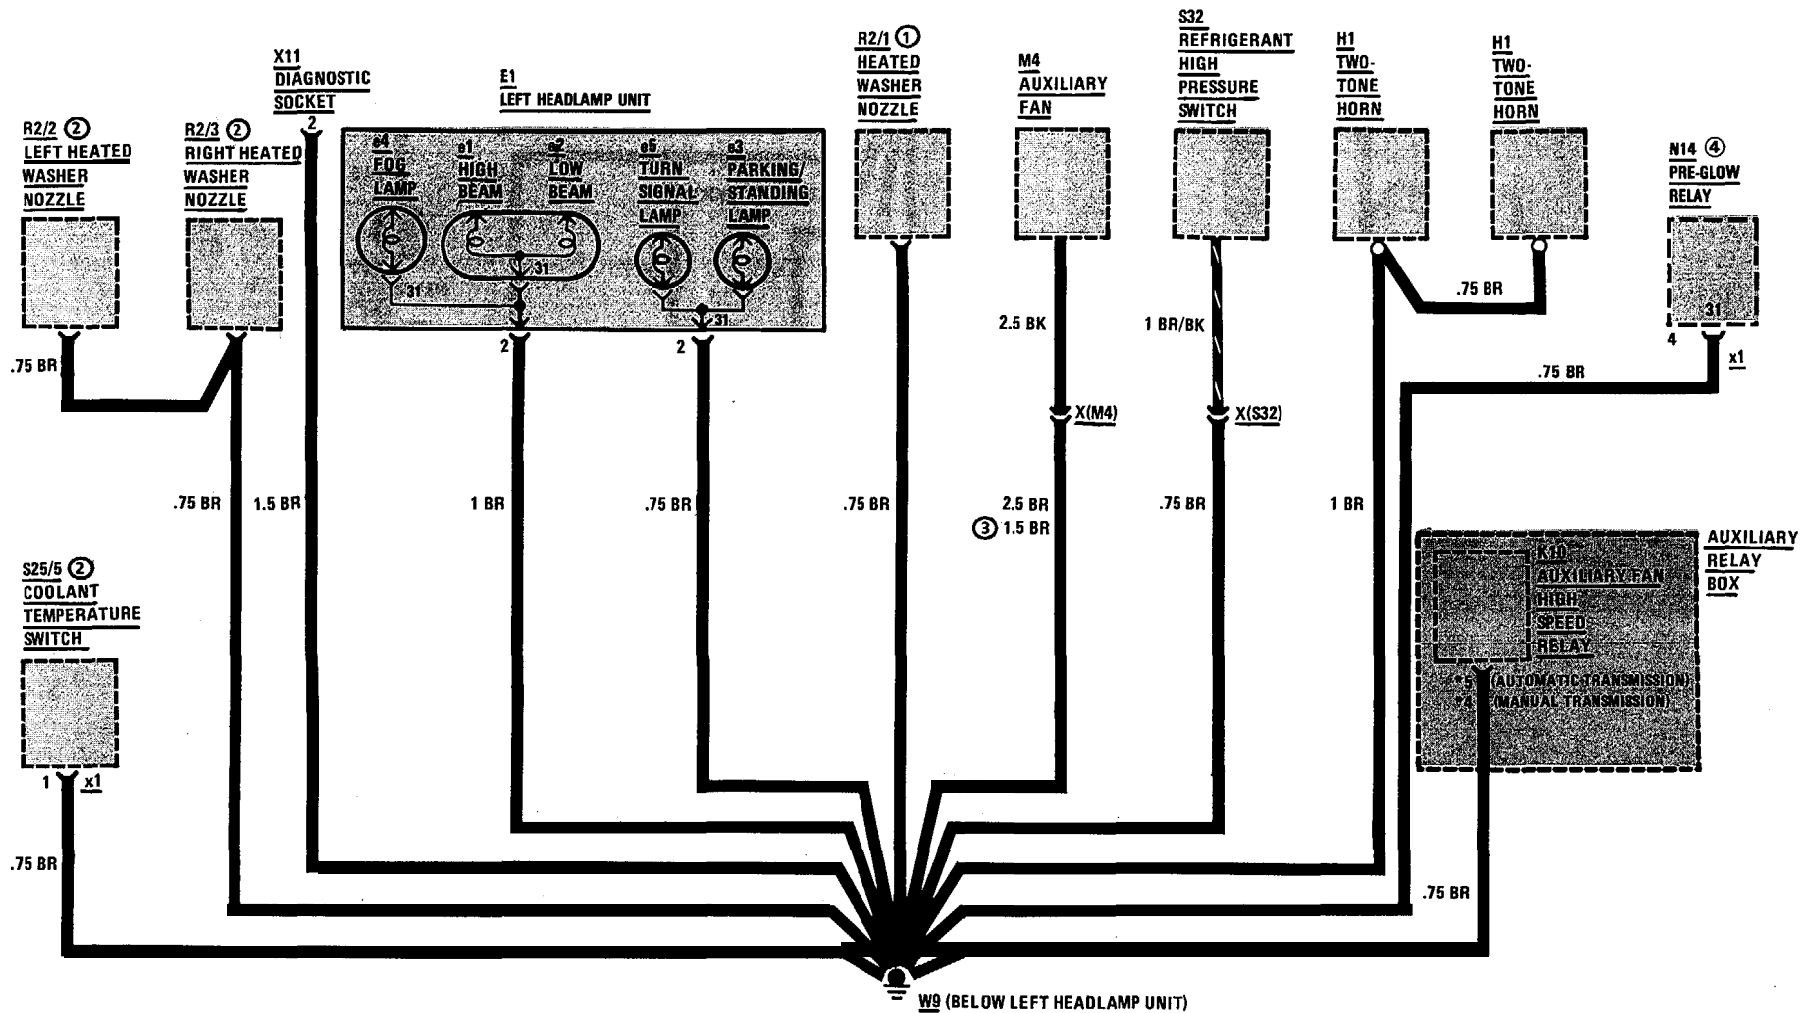 R2/2 ②
LEFT HEATED
WASHER
NOZZLE
R2/3 ②
RIGHT HEATED
WASHER
NOZZLE
X11
DIAGNOSTIC
SOCKET
2
E1
LEFT HEADLAMP UNIT
e4
FOG
LAMP
e1
HIGH
BEAM
e2
LOW
BEAM
e5
TURN
SIGNAL
LAMP
e3
PARKING/
STANDING
LAMP
31
31
31
2
2
R2/1 ①
HEATED
WASHER
NOZZLE
M4
AUXILIARY
FAN
S32
REFRIGERANT
HIGH
PRESSURE
SWITCH
H1
TWO-
TONE
HORN
H1
TWO-
TONE
HORN
N14 ④
PRE-GLOW
RELAY
31
4
x1
.75 BR
2.5 BK
1 BR/BK
.75 BR
.75 BR
X(M4)
X(S32)
.75 BR
1.5 BR
1 BR
.75 BR
.75 BR
2.5 BR
③ 1.5 BR
.75 BR
1 BR
S25/5 ②
COOLANT
TEMPERATURE
SWITCH
1
x1
.75 BR
AUXILIARY
RELAY
BOX
K10
AUXILIARY FAN
HIGH
SPEED
RELAY
*5 (AUTOMATIC TRANSMISSION)
*4 (MANUAL TRANSMISSION)
.75 BR
W9 (BELOW LEFT HEADLAMP UNIT)